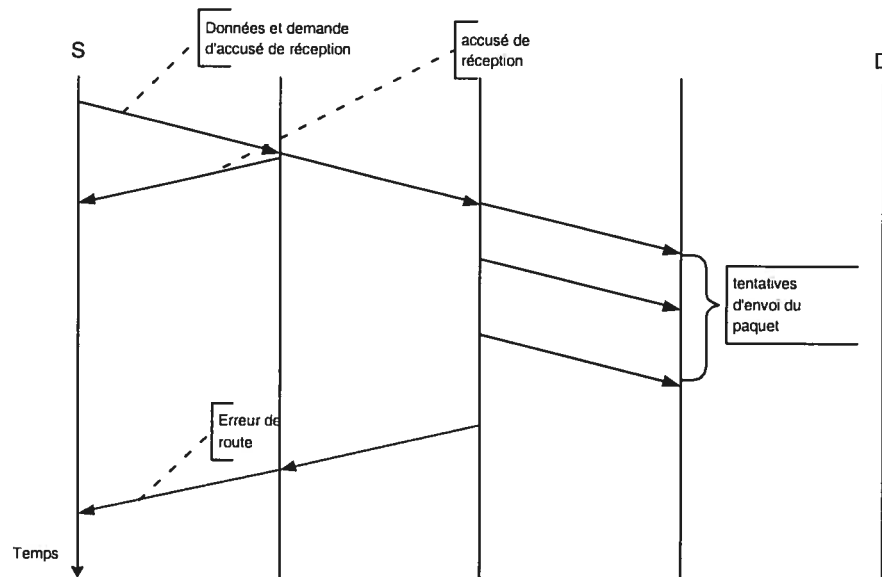 Données et demande
d'accusé de réception
accusé de
réception
S
D
tentatives
d'envoi du
paquet
Erreur de
route
Temps